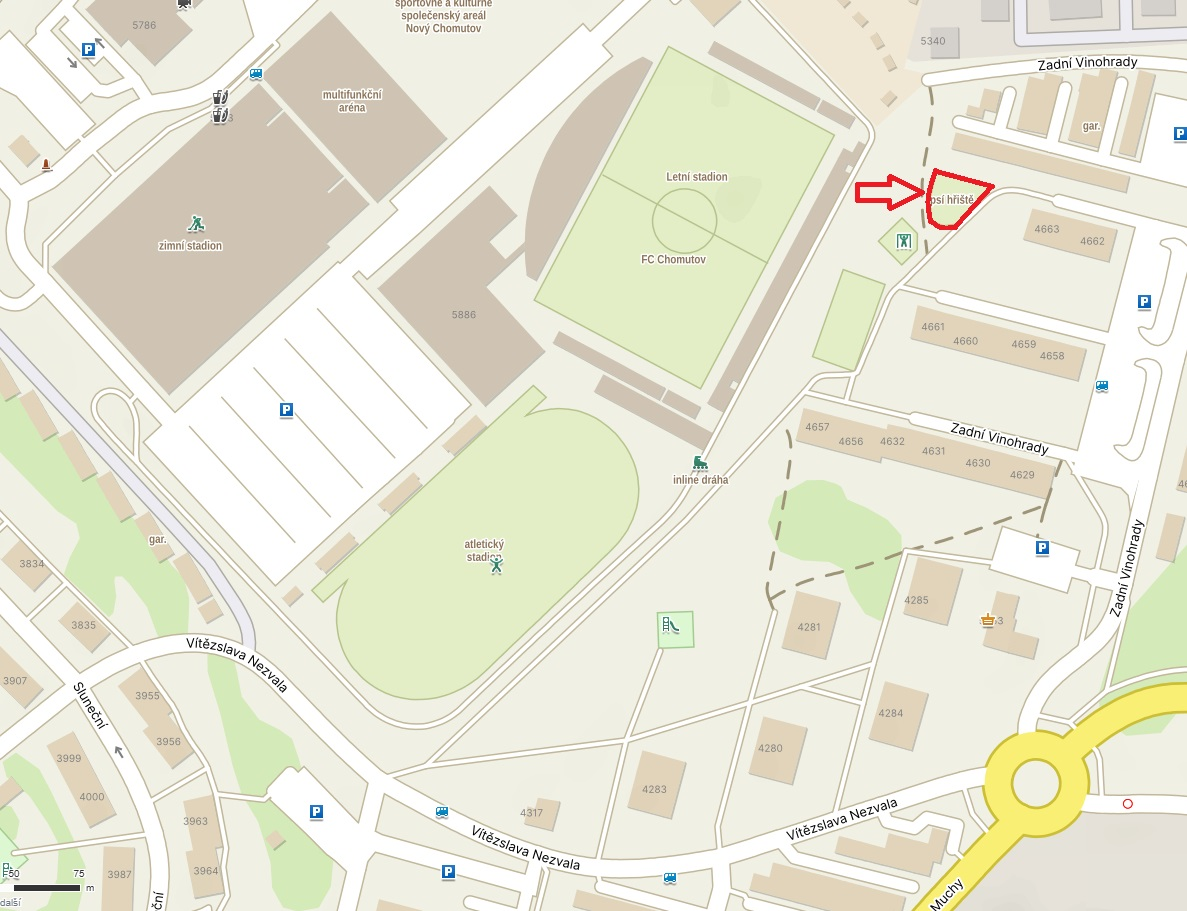 sportovně a kulturně
společenský areál
Nový Chomutov
5786
P
5340
Zadní Vinohrady
multifunkční
aréna
gar.
P
Letní stadion
psí hřiště
zimní stadion
4663
4662
FC Chomutov
P
5886
4661
4660
4659
4658
P
4657
4656
4632
4631
4630
4629
Zadní Vinohrady
inline dráha
gar.
atletický
stadion
P
Zadní Vinohrady
3834
3835
4285
4281
Vítězslava Nezvala
3907
Sluneční
3955
3956
4284
4280
3999
4000
4283
4317
P
3963
Vítězslava Nezvala
Vítězslava Nezvala
P
3987
3964
50
75
m
další
Muchy